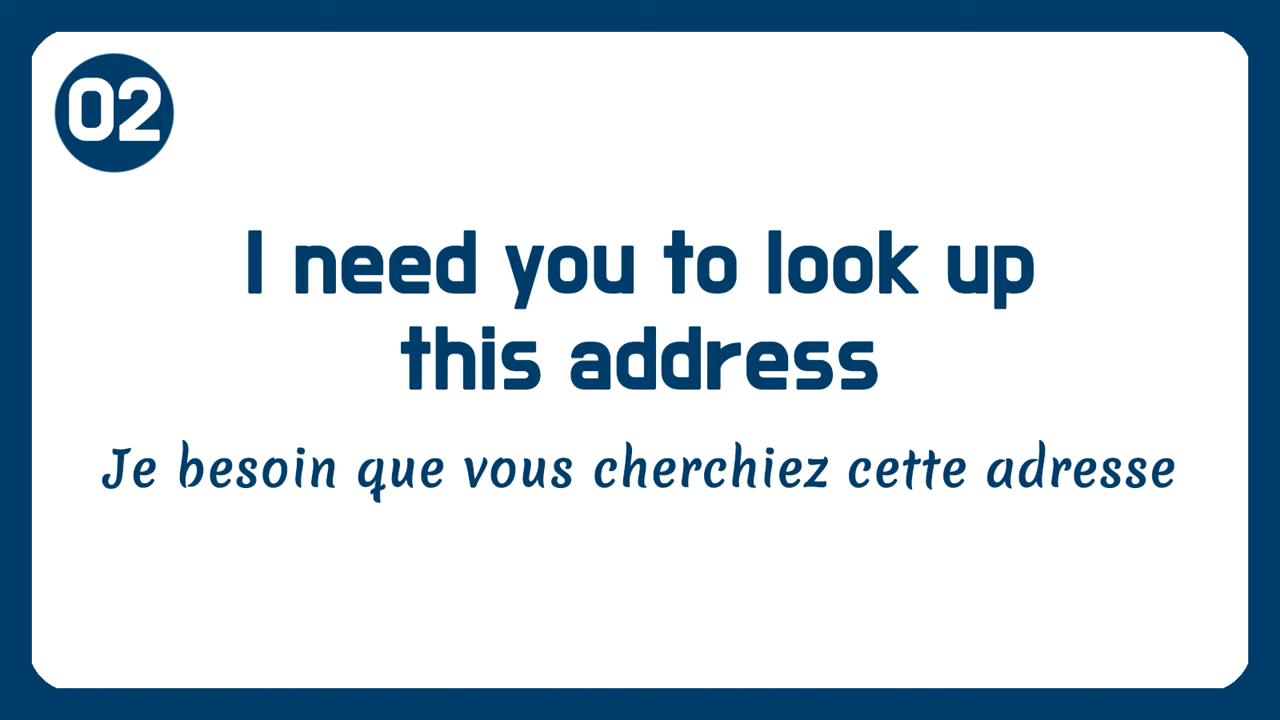 02
I need you to look up
this address
Je besoin que vous cherchiez cette adresse